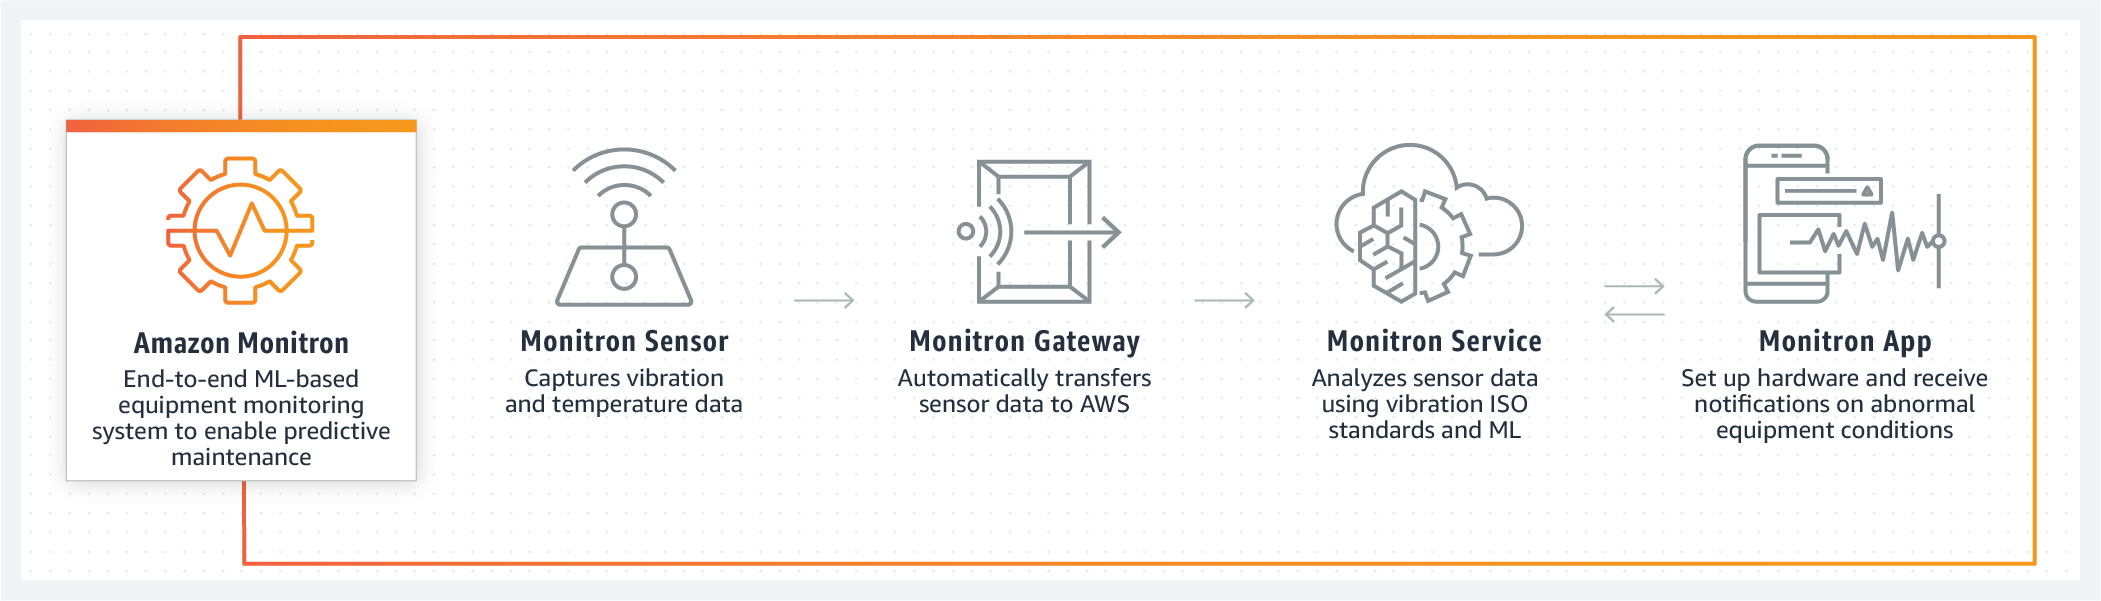 Amazon Monitron
End-to-end ML-based
equipment monitoring
system to enable predictive
maintenance
Monitron Sensor
Captures vibration
and temperature data
Monitron Gateway
Automatically transfers
sensor data to AWS
Monitron Service
Analyzes sensor data
using vibration ISO
standards and ML
Monitron App
Set up hardware and receive
notifications on abnormal
equipment conditions